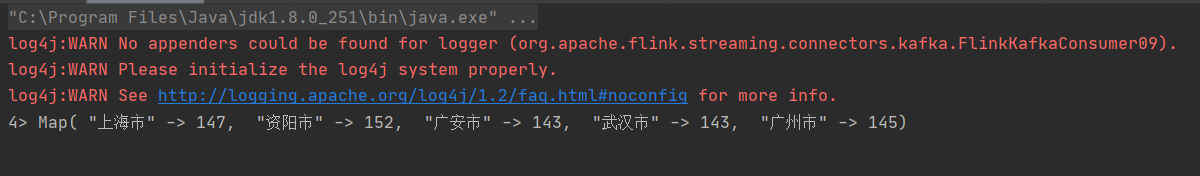 "C:\Program Files\Java\jdk1.8.0_251\bin\java.exe" ...
log4j:WARN No appenders could be found for logger (org.apache.flink.streaming.connectors.kafka.FlinkKafkaConsumer09).
log4j:WARN Please initialize the log4j system properly.
log4j:WARN See http://logging.apache.org/log4j/1.2/faq.html#noconfig for more info.
4> Map( "上海市" -> 147,  "资阳市" -> 152,  "广安市" -> 143,  "武汉市" -> 143,  "广州市" -> 145)